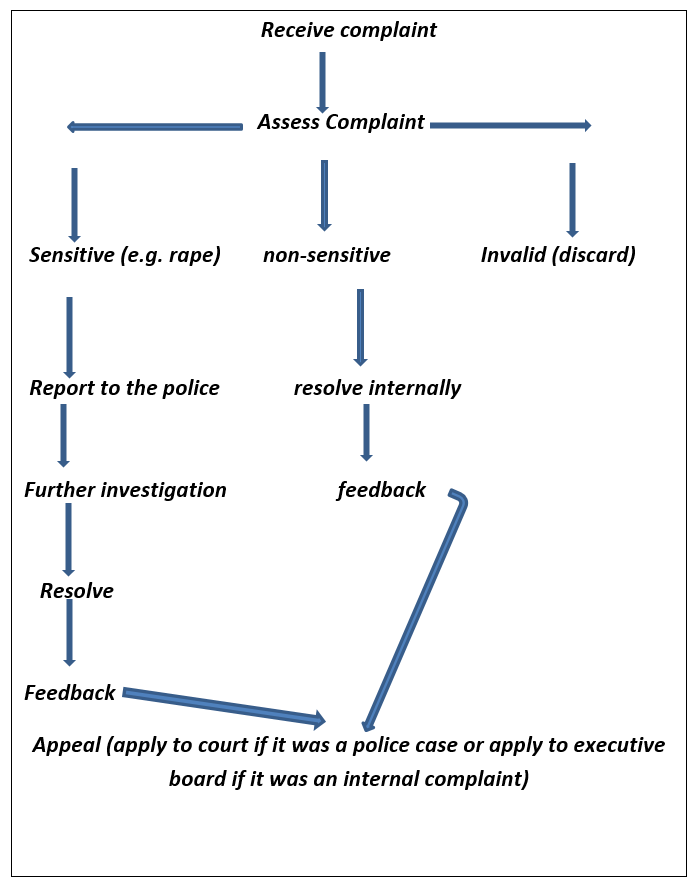 Receive complaint
Assess Complaint
Sensitive (e.g. rape)
non-sensitive
Invalid (discard)
Report to the police
resolve internally
Further investigation
feedback
Resolve
Feedback
Appeal (apply to court if it was a police case or apply to executive
board if it was an internal complaint)